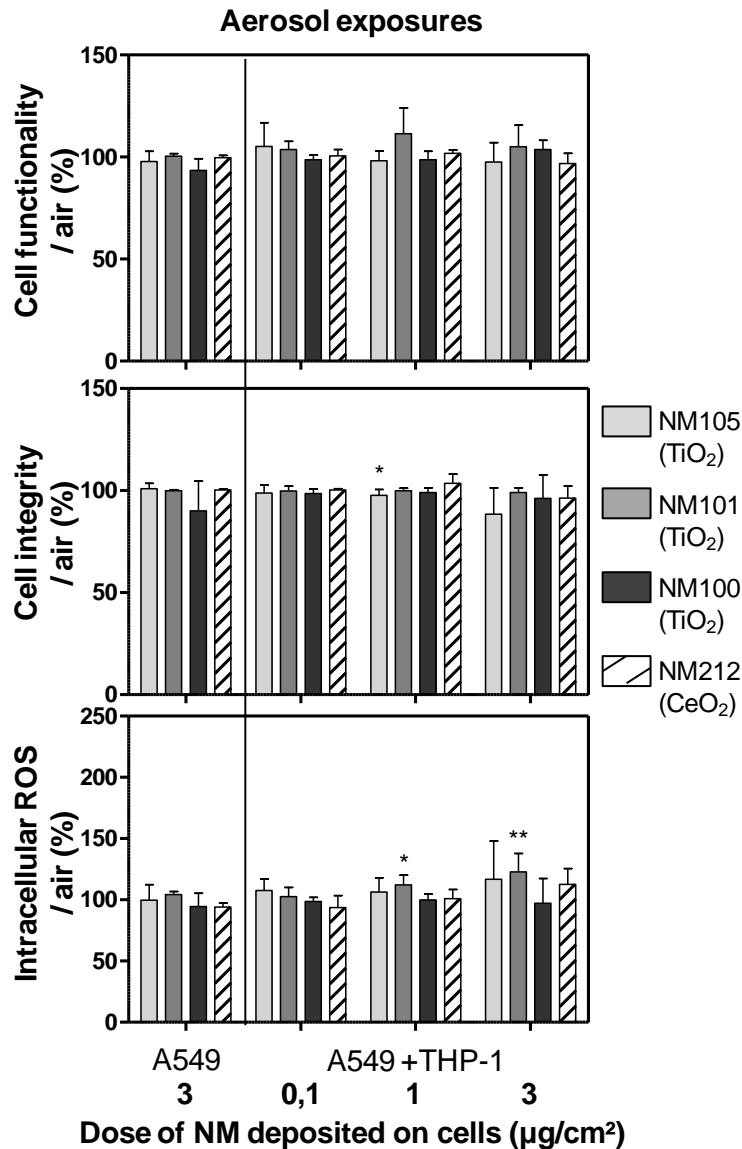 Aerosol exposures
Cell functionality
/ air (%)
150
100
50
0
Cell integrity
/ air (%)
150
100
50
0
*
NM105
(TiO₂)
NM101
(TiO₂)
NM100
(TiO₂)
NM212
(CeO₂)
Intracellular ROS
/ air (%)
250
200
150
100
50
0
*
**
A549
A549 +THP-1
3
0,1
1
3
Dose of NM deposited on cells (µg/cm²)